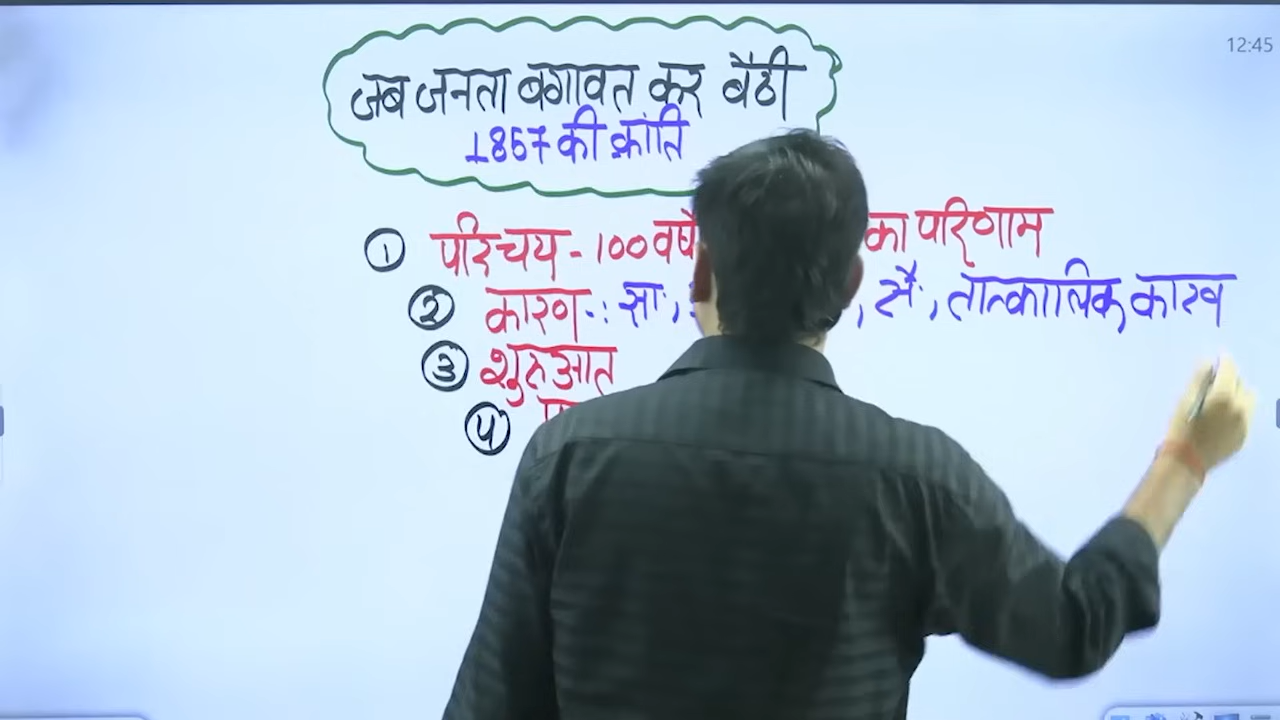 12:45
जब जनता बगावत कर बैठी
1857 की क्रांति
① परिचय - 100 वर्षों का परिणाम
② कारण -: सा॰, , सै॰, तात्कालिक कारण
③ शुरुआत
④